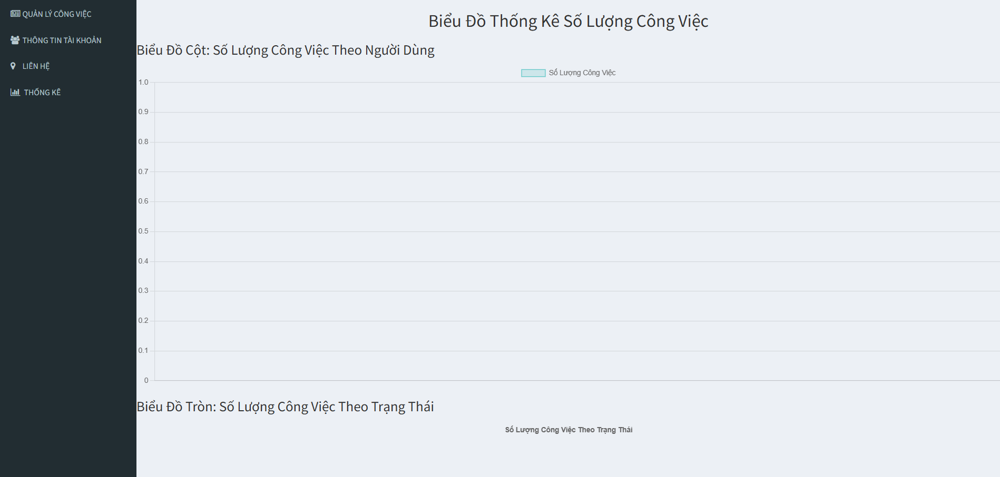 QUẢN LÝ CÔNG VIỆC
THÔNG TIN TÀI KHOẢN
LIÊN HỆ
THỐNG KÊ
Biểu Đồ Thống Kê Số Lượng Công Việc
Biểu Đồ Cột: Số Lượng Công Việc Theo Người Dùng
Số Lượng Công Việc
1.0
0.9
0.8
0.7
0.6
0.5
0.4
0.3
0.2
0.1
0
Biểu Đồ Tròn: Số Lượng Công Việc Theo Trạng Thái
Số Lượng Công Việc Theo Trạng Thái